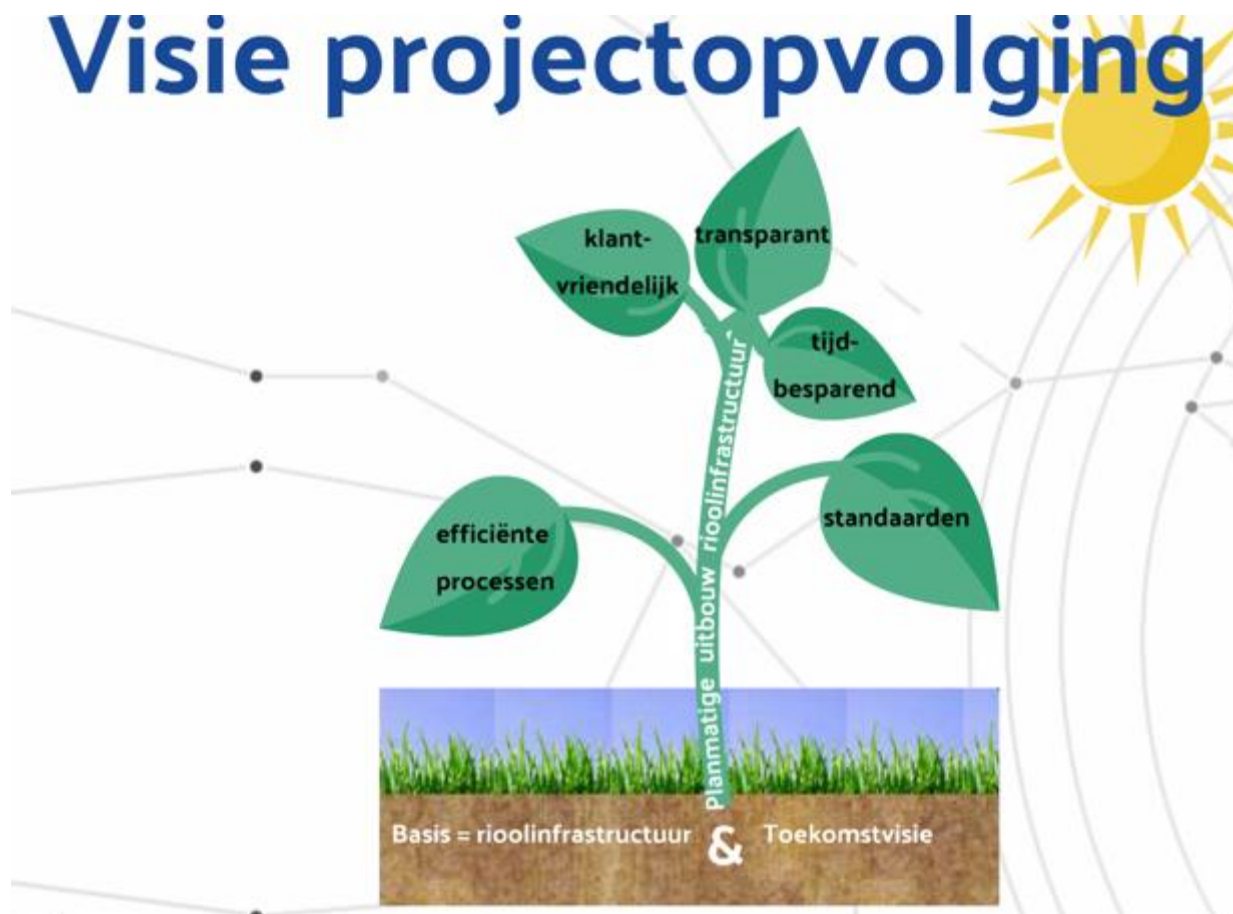 Visie projectopvolging
klant-
vriendelijk
transparant
tijd-
besparend
efficiënte
processen
standaarden
Planmatige uitbouw rioolinfrastructuur
Basis = rioolinfrastructuur & Toekomstvisie